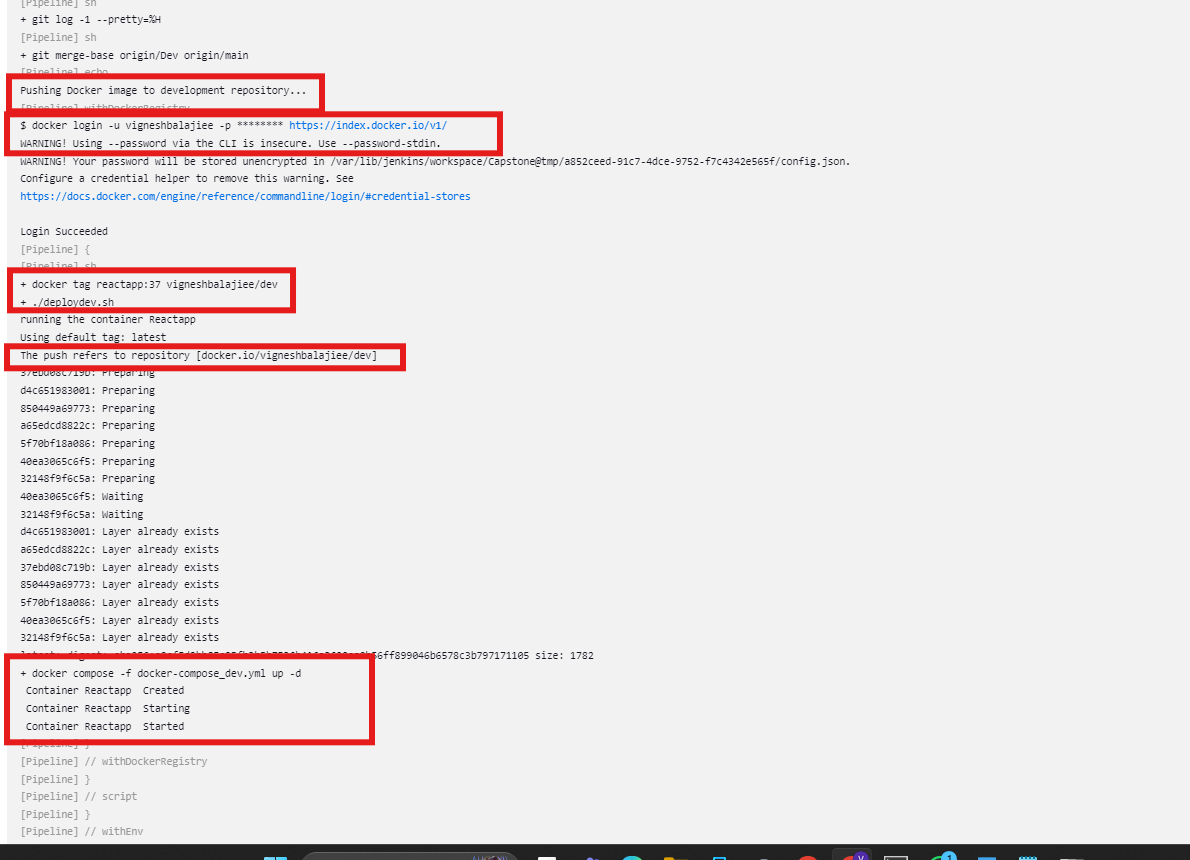 [Pipeline] sh
+ git log -1 --pretty=%H
[Pipeline] sh
+ git merge-base origin/Dev origin/main
[Pipeline] echo
Pushing Docker image to development repository...
[Pipeline] withDockerRegistry
$ docker login -u vigneshbalajiee -p ******** https://index.docker.io/v1/
WARNING! Using --password via the CLI is insecure. Use --password-stdin.
WARNING! Your password will be stored unencrypted in /var/lib/jenkins/workspace/Capstone@tmp/a852ceed-91c7-4dce-9752-f7c4342e565f/config.json.
Configure a credential helper to remove this warning. See
https://docs.docker.com/engine/reference/commandline/login/#credential-stores
Login Succeeded
[Pipeline] {
[Pipeline] sh
+ docker tag reactapp:37 vigneshbalajiee/dev
+ ./deploydev.sh
running the container Reactapp
Using default tag: latest
The push refers to repository [docker.io/vigneshbalajiee/dev]
37ebd08c719b: Preparing
d4c651983001: Preparing
850449a69773: Preparing
a65edcd8822c: Preparing
5f70bf18a086: Preparing
40ea3065c6f5: Preparing
32148f9f6c5a: Preparing
40ea3065c6f5: Waiting
32148f9f6c5a: Waiting
d4c651983001: Layer already exists
a65edcd8822c: Layer already exists
37ebd08c719b: Layer already exists
850449a69773: Layer already exists
5f70bf18a086: Layer already exists
40ea3065c6f5: Layer already exists
32148f9f6c5a: Layer already exists
latest: digest: size: 1782
+ docker compose -f docker-compose_dev.yml up -d
Container Reactapp Created
Container Reactapp Starting
Container Reactapp Started
[Pipeline] }
[Pipeline] // withDockerRegistry
[Pipeline] }
[Pipeline] // script
[Pipeline] }
[Pipeline] // withEnv